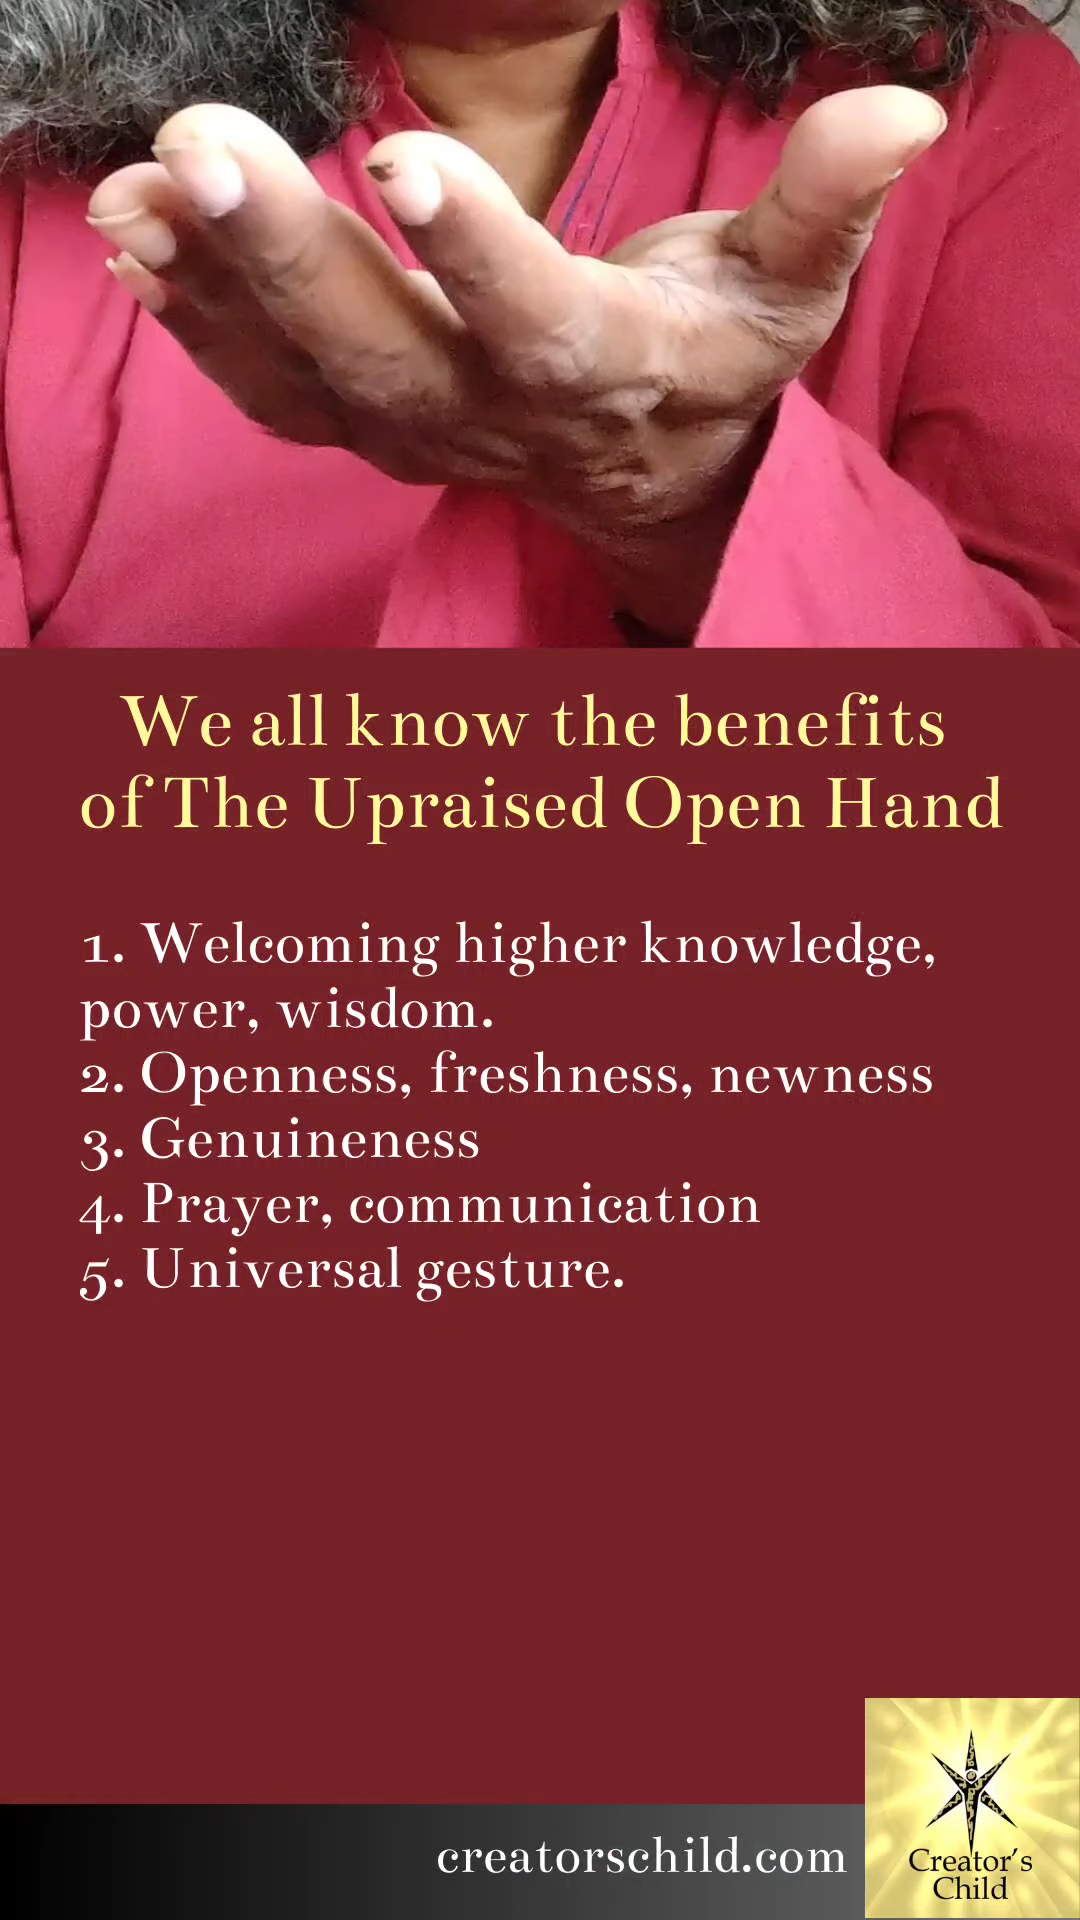 We all know the benefits
of The Upraised Open Hand
1. Welcoming higher knowledge,
power, wisdom.
2. Openness, freshness, newness
3. Genuineness
4. Prayer, communication
5. Universal gesture.
creatorschild.com
Creator's
Child